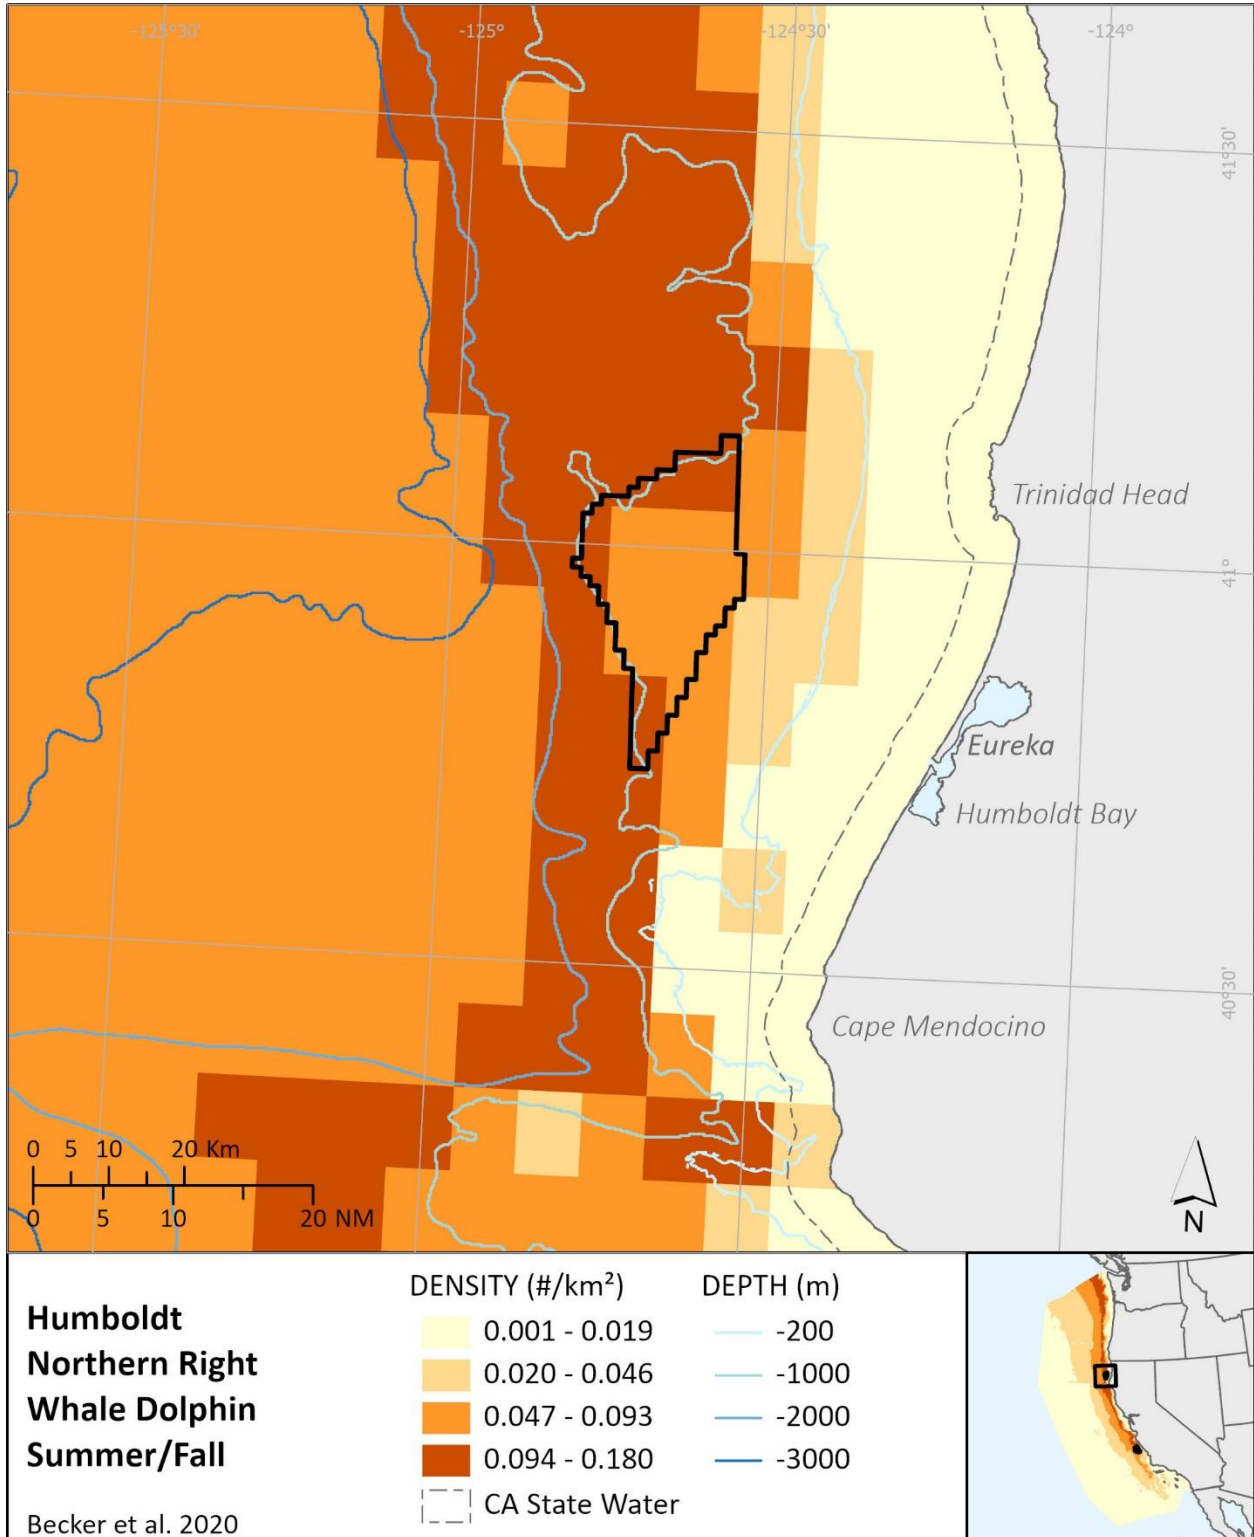 -125°30'
-125°
-124°30'
-124°
41°30'
Trinidad Head
41°
Eureka
Humboldt Bay
40°30'
Cape Mendocino
0 5 10 20 Km
0 5 10 20 NM
N
Humboldt
Northern Right
Whale Dolphin
Summer/Fall
Becker et al. 2020
DENSITY (#/km²)
0.001 - 0.019
0.020 - 0.046
0.047 - 0.093
0.094 - 0.180
CA State Water
DEPTH (m)
-200
-1000
-2000
-3000